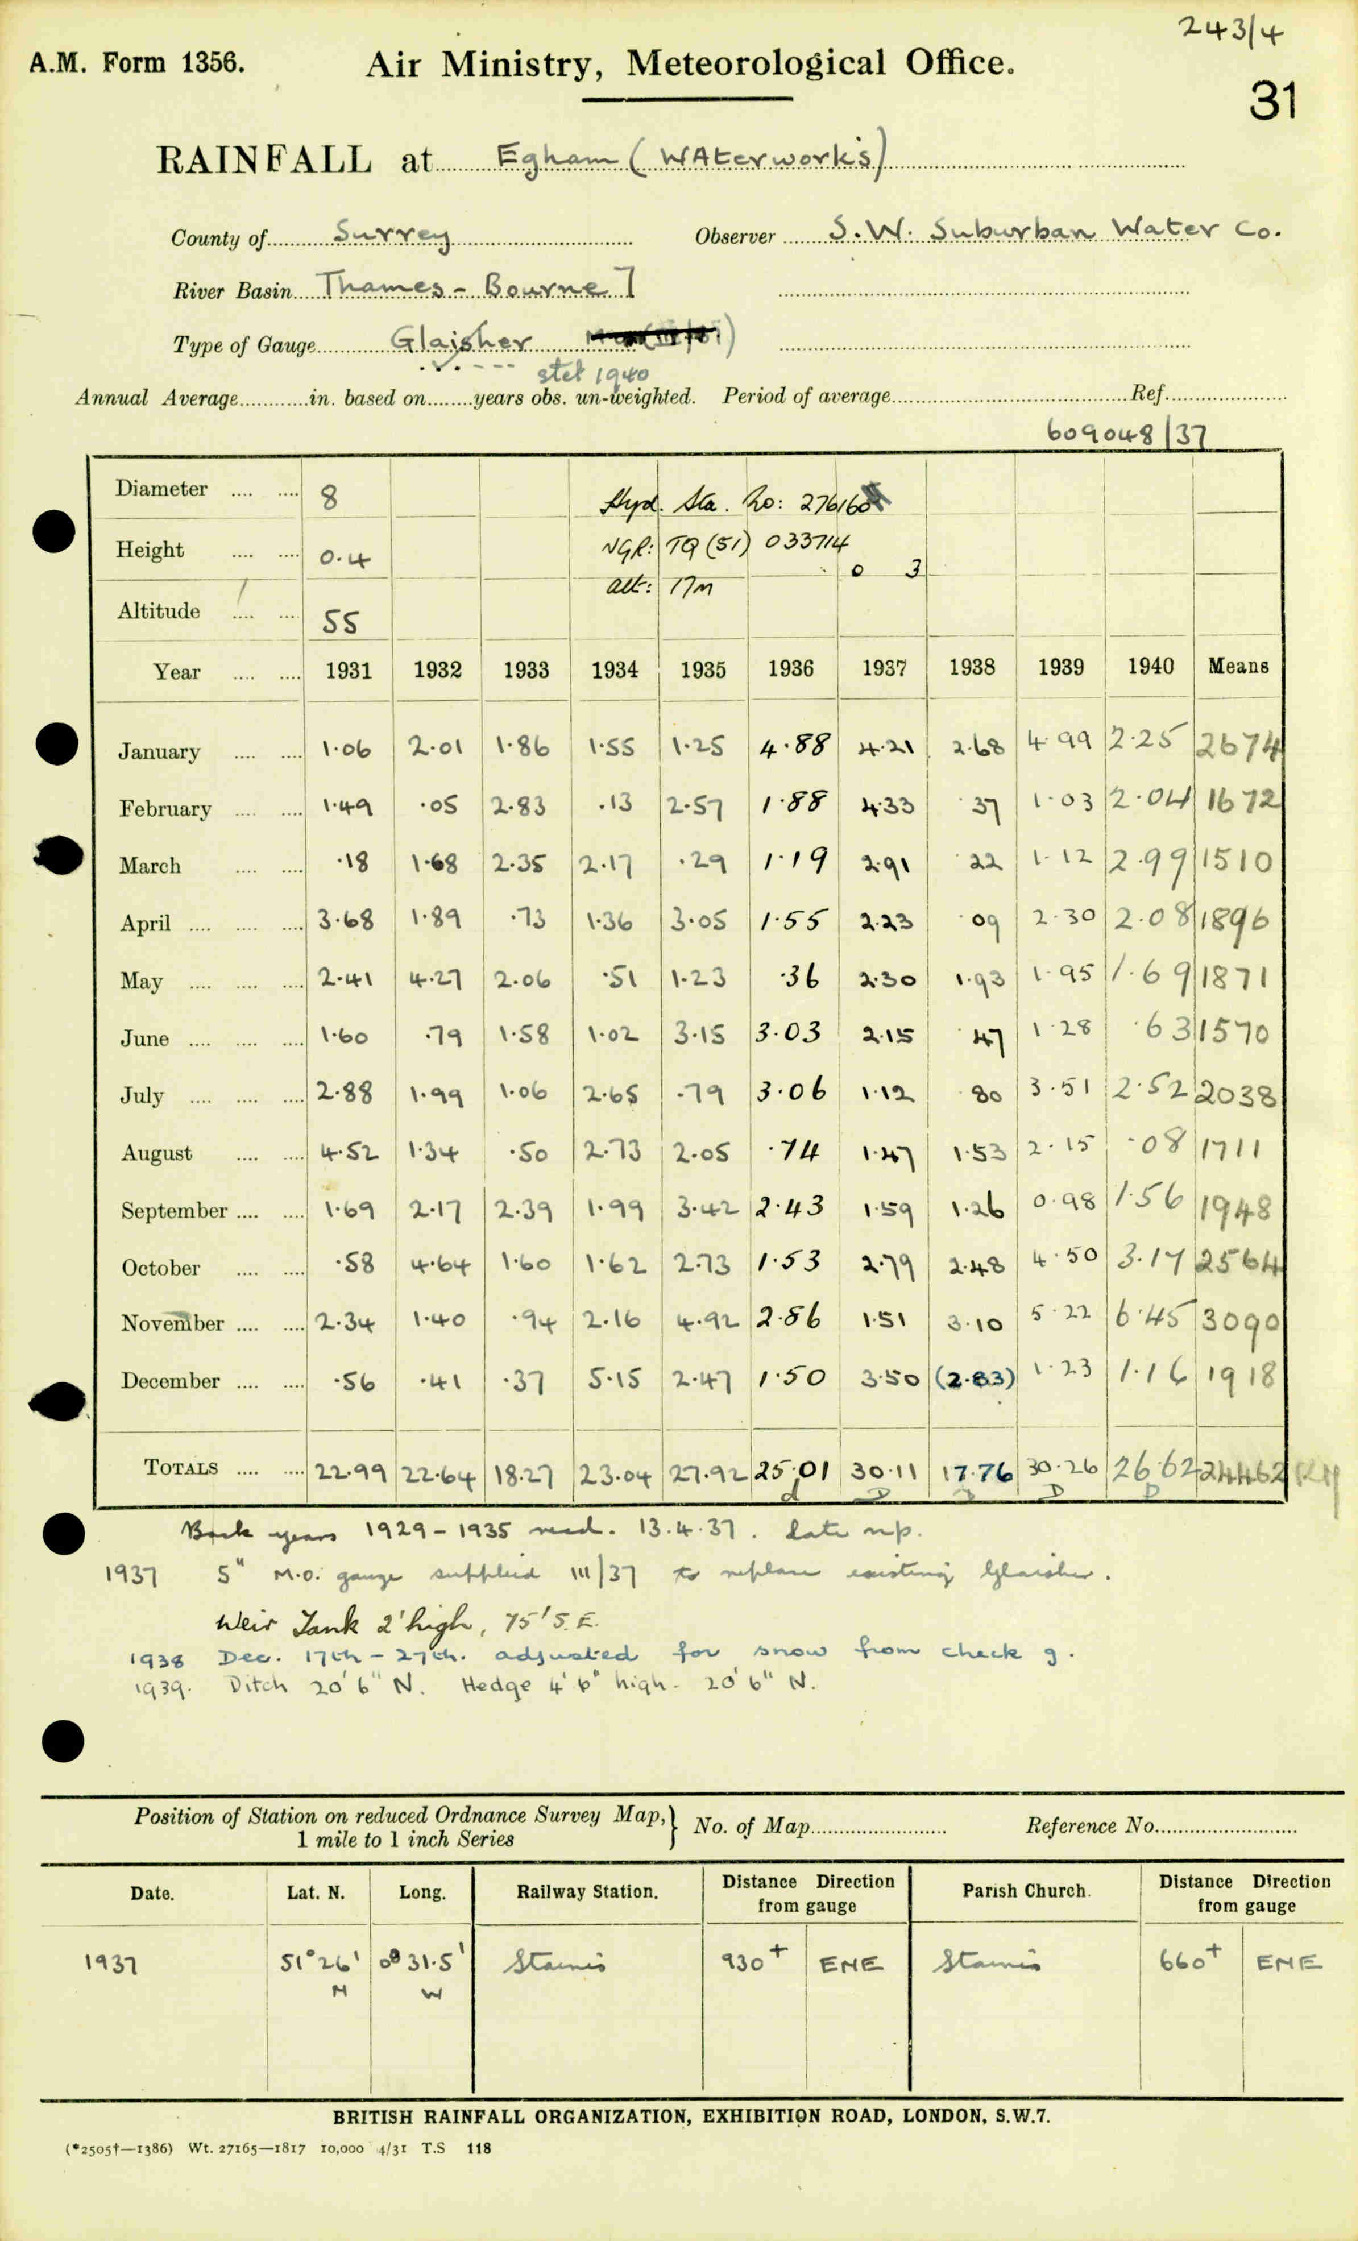 243/4
A.M. Form 1356. Air Ministry, Meteorological Office.
31
RAINFALL at Egham (Waterworks)
County of Surrey Observer S.W. Suburban Water Co.
River Basin Thames - Bourne]
Type of Gauge Glaisher
stet 1940
Annual Average in. based on years obs. un-weighted. Period of average Ref.
609048/37
Diameter 8 Hyd. Sta. No: 276160
Height 0.4 NGR: TQ (51) 033714
0 3
Altitude 55 alt: 17m
Year 1931 1932 1933 1934 1935 1936 1937 1938 1939 1940 Means
January 1.06 2.01 1.86 1.55 1.25 4.88 4.21 2.68 4.99 2.25 2674
February 1.49 .05 2.83 .13 2.57 1.88 4.33 .37 1.03 2.04 1672
March .18 1.68 2.35 2.17 .29 1.19 2.91 .22 1.12 2.99 1510
April 3.68 1.89 .73 1.36 3.05 1.55 2.23 .09 2.30 2.08 1896
May 2.41 4.27 2.06 .51 1.23 .36 2.30 1.93 1.95 1.69 1871
June 1.60 .79 1.58 1.02 3.15 3.03 2.15 .47 1.28 .63 1570
July 2.88 1.99 1.06 2.65 .79 3.06 1.12 .80 3.51 2.52 2038
August 4.52 1.34 .50 2.73 2.05 .74 1.47 1.53 2.15 .08 1711
September 1.69 2.17 2.39 1.99 3.42 2.43 1.59 1.26 0.98 1.56 1948
October .58 4.64 1.60 1.62 2.73 1.53 2.79 2.48 4.50 3.17 2564
November 2.34 1.40 .94 2.16 4.92 2.86 1.51 3.10 5.22 6.45 3090
December .56 .41 .37 5.15 2.47 1.50 3.50 (2.83) 1.23 1.16 1918
TOTALS 22.99 22.64 18.27 23.04 27.92 25.01 30.11 17.76 30.26 26.62 24462
Back years 1929-1935 recd. 13.4.37. late n.p.
1937 5" M.O. gauge supplied III/37 to replace existing Glaisher.
Weir Tank 2' high, 75' S.E.
1938 Dec. 17th - 27th. adjusted for snow from check g.
1939. Ditch 20' 6" N. Hedge 4' 6" high - 20' 6" N.
Position of Station on reduced Ordnance Survey Map, 1 mile to 1 inch Series } No. of Map Reference No.
Date. Lat. N. Long. Railway Station. Distance Direction from gauge Parish Church. Distance Direction from gauge
1937 51°26' N 0° 31.5' W Staines 930+ ENE Staines 660+ ENE
BRITISH RAINFALL ORGANIZATION, EXHIBITION ROAD, LONDON, S.W.7.
(*2505†—1386) Wt. 27165—1817 10,000 4/31 T.S 118